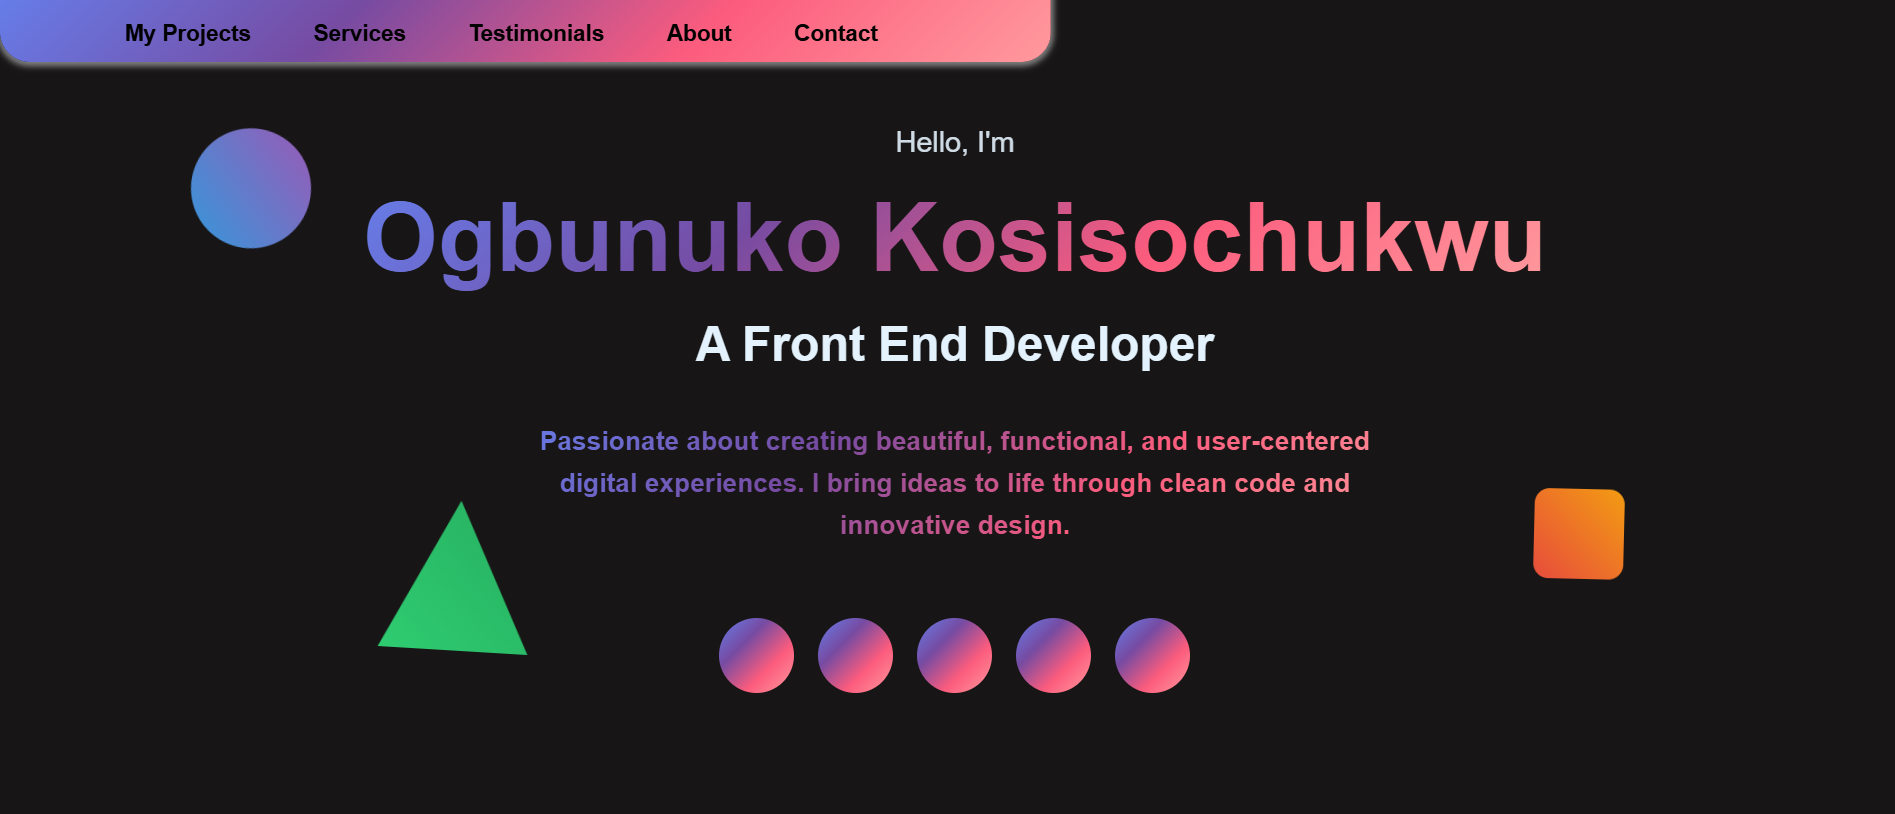 My Projects Services Testimonials About Contact
Hello, I'm
Ogbunuko Kosisochukwu
A Front End Developer
Passionate about creating beautiful, functional, and user-centered
digital experiences. I bring ideas to life through clean code and
innovative design.